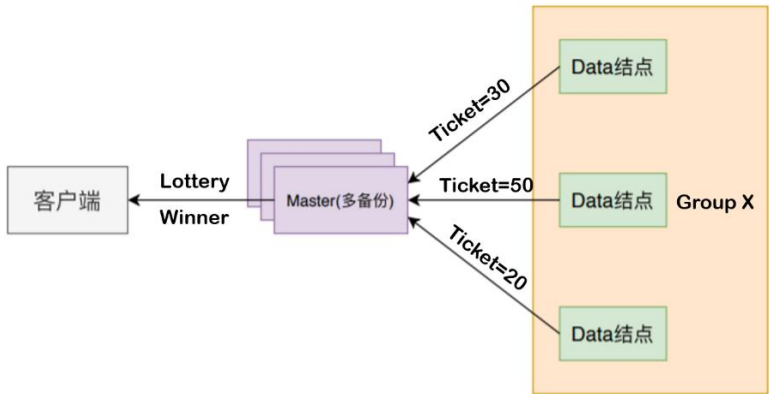 Data结点
Ticket=30
客户端
Lottery
Winner
Master(多备份)
Ticket=50
Data结点
Group X
Ticket=20
Data结点